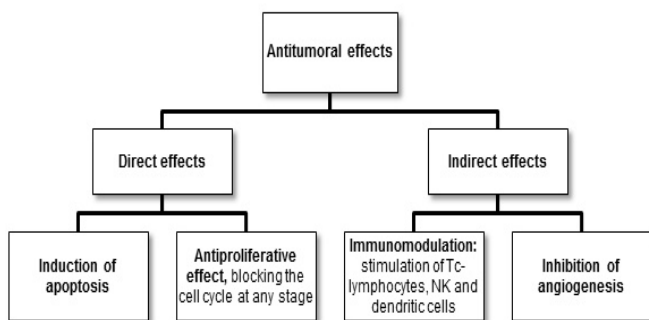 Antitumoral effects
Direct effects
Indirect effects
Induction of
apoptosis
Antiproliferative
effect, blocking the
cell cycle at any stage
Immunomodulation:
stimulation of Tc-
lymphocytes, NK and
dendritic cells
Inhibition of
angiogenesis